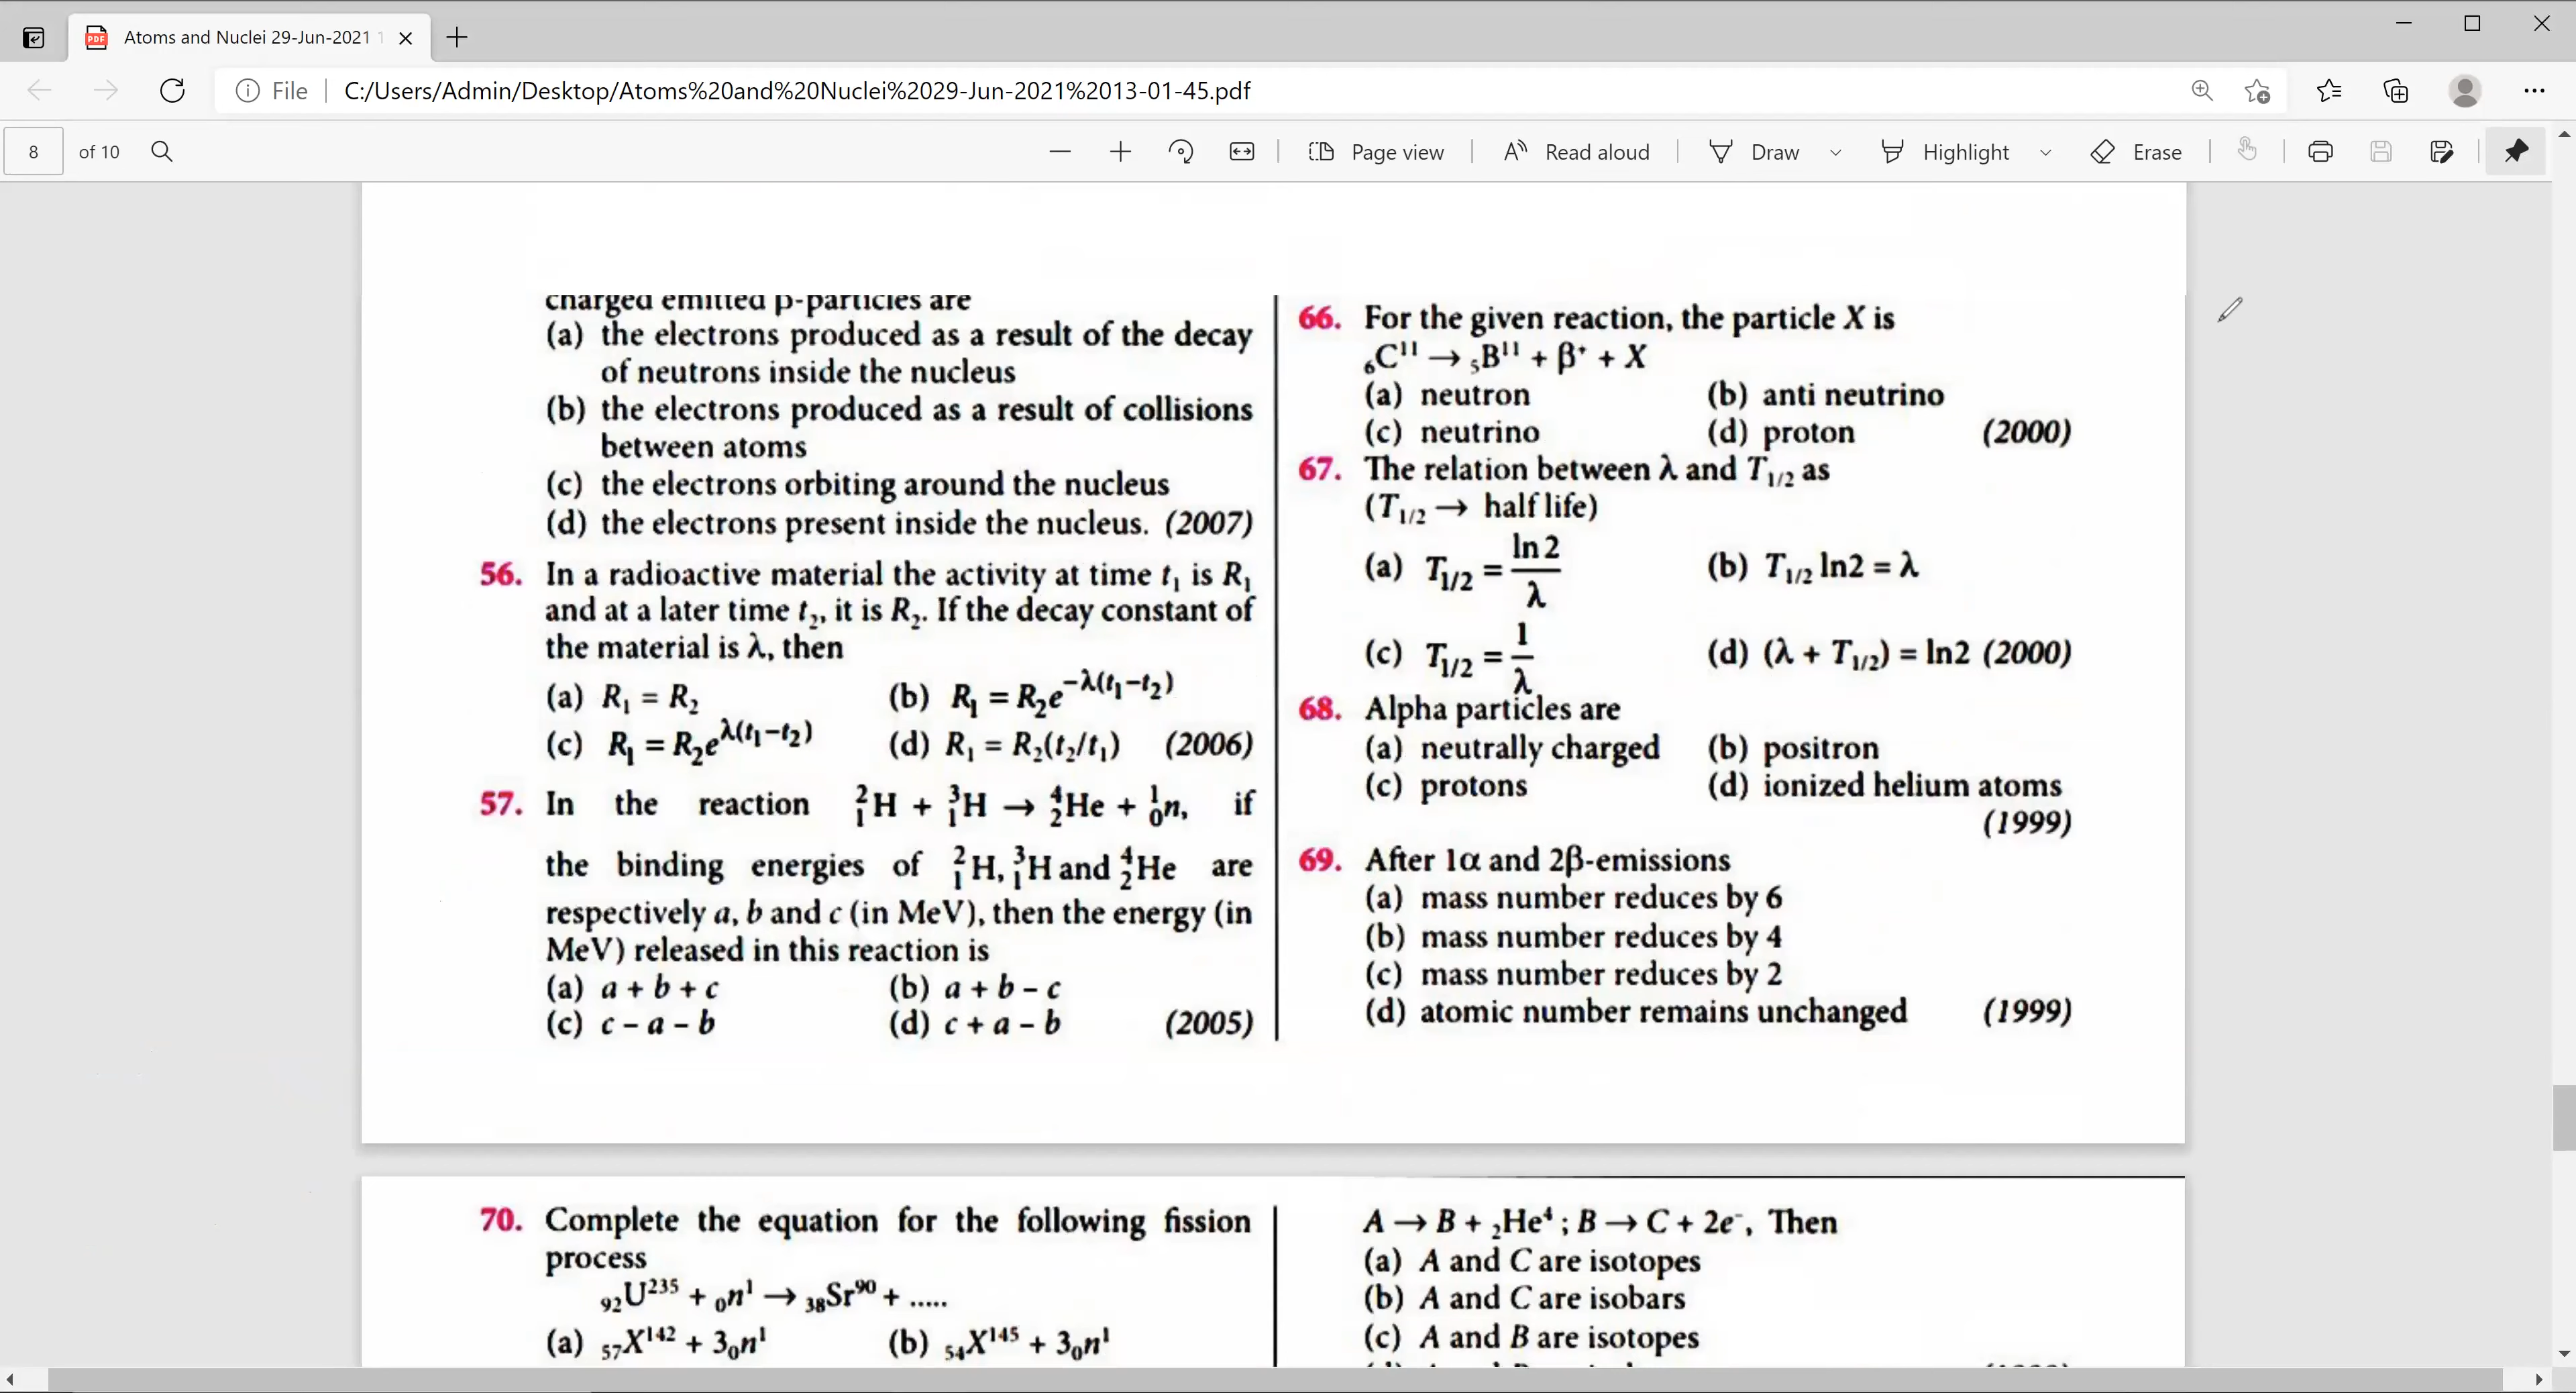 Atoms and Nuclei 29-Jun-2021 1
File
C:/Users/Admin/Desktop/Atoms%20and%20Nuclei%2029-Jun-2021%2013-01-45.pdf
8 of 10
Page view
Read aloud
Draw
Highlight
Erase
charged emitted β-particles are
(a) the electrons produced as a result of the decay
of neutrons inside the nucleus
(b) the electrons produced as a result of collisions
between atoms
(c) the electrons orbiting around the nucleus
(d) the electrons present inside the nucleus. (2007)
56. In a radioactive material the activity at time t₁ is R₁
and at a later time t₂, it is R₂. If the decay constant of
the material is λ, then
(a) R₁ = R₂ (b) R₁ = R₂e^−λ(t₁−t₂)
(c) R₁ = R₂e^λ(t₁−t₂) (d) R₁ = R₂(t₂/t₁) (2006)
57. In the reaction ²₁H + ³₁H → ⁴₂He + ¹₀n, if
the binding energies of ²₁H, ³₁H and ⁴₂He are
respectively a, b and c (in MeV), then the energy (in
MeV) released in this reaction is
(a) a + b + c (b) a + b – c
(c) c – a – b (d) c + a – b (2005)
66. For the given reaction, the particle X is
₆C¹¹ → ₅B¹¹ + β⁺ + X
(a) neutron (b) anti neutrino
(c) neutrino (d) proton (2000)
67. The relation between λ and T₁/₂ as
(T₁/₂ → half life)
(a) T₁/₂ = ln 2/λ (b) T₁/₂ ln2 = λ
(c) T₁/₂ = 1/λ (d) (λ + T₁/₂) = ln2 (2000)
68. Alpha particles are
(a) neutrally charged (b) positron
(c) protons (d) ionized helium atoms
(1999)
69. After 1α and 2β-emissions
(a) mass number reduces by 6
(b) mass number reduces by 4
(c) mass number reduces by 2
(d) atomic number remains unchanged (1999)
70. Complete the equation for the following fission
process
₉₂U²³⁵ + ₀n¹ → ₃₈Sr⁹⁰ + .....
(a) ₅₇X¹⁴² + 3₀n¹ (b) ₅₄X¹⁴⁵ + 3₀n¹
A → B + ₂He⁴ ; B → C + 2e⁻, Then
(a) A and C are isotopes
(b) A and C are isobars
(c) A and B are isotopes